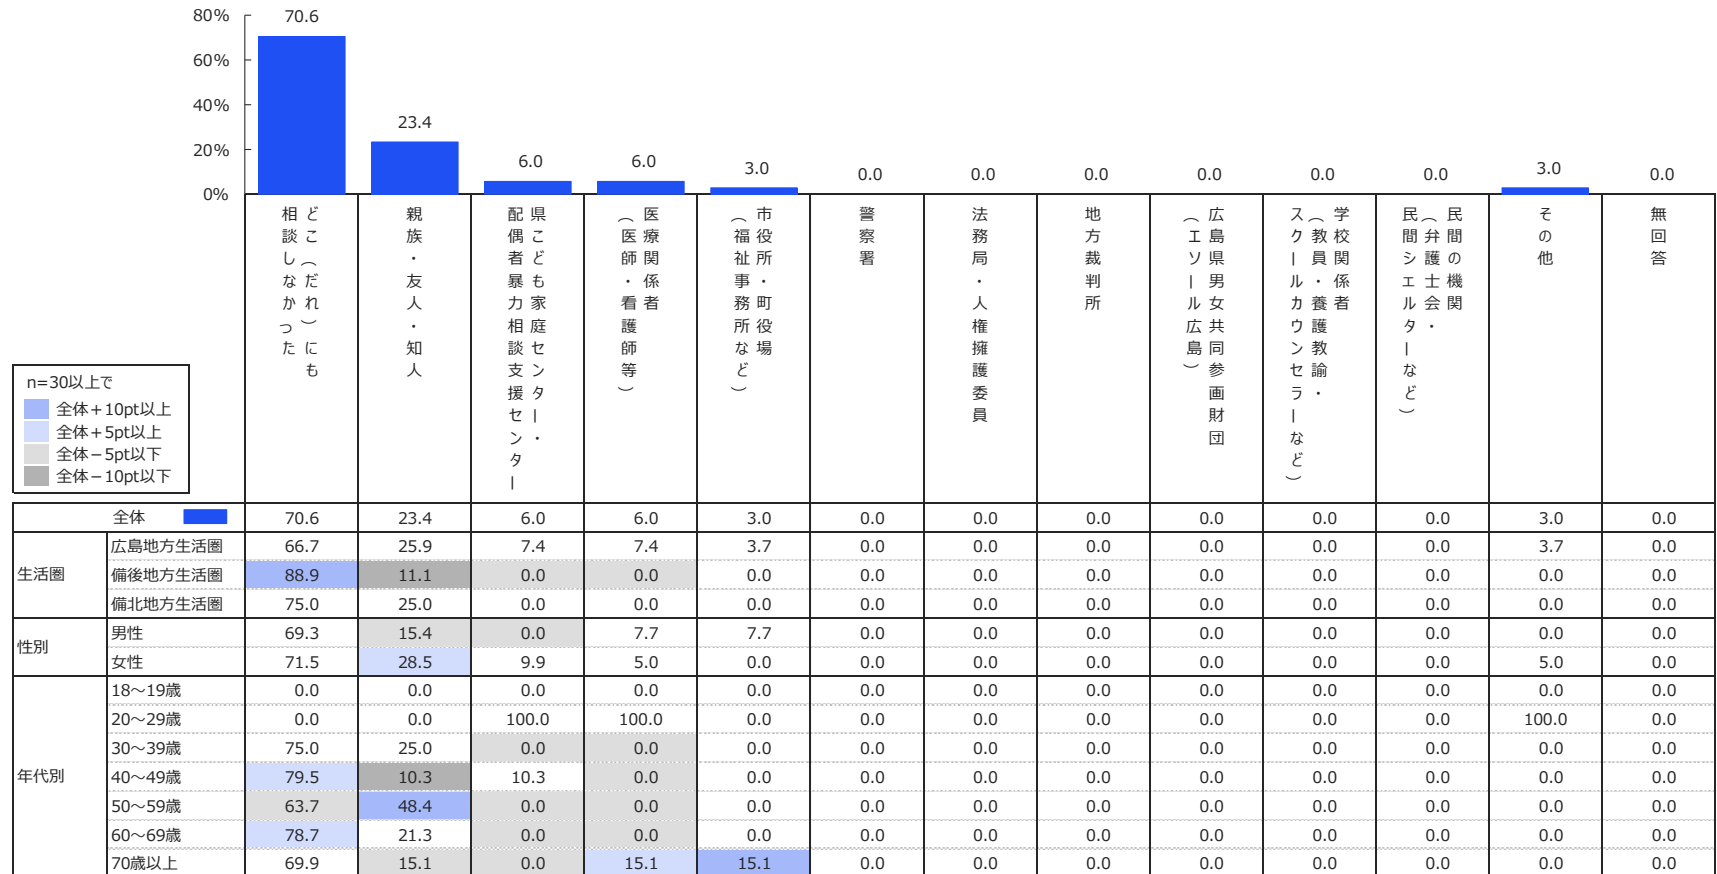 80%
60%
40%
20%
0%
70.6
23.4
6.0
6.0
3.0
0.0
0.0
0.0
0.0
0.0
0.0
3.0
0.0
どこ（だれ）にも
相談しなかった
親族・友人・知人
県こども家庭センター・
配偶者暴力相談支援センター
医療関係者
（医師・看護師等）
市役所・町役場
（福祉事務所など）
警察署
法務局・人権擁護委員
地方裁判所
広島県男女共同参画財団
（エソール広島）
学校関係者
（教員・養護教諭・
スクールカウンセラーなど）
民間の機関
（弁護士会・
民間シェルターなど）
その他
無回答
n=30以上で
全体＋10pt以上
全体＋5pt以上
全体－5pt以下
全体－10pt以下
全体 70.6 23.4 6.0 6.0 3.0 0.0 0.0 0.0 0.0 0.0 0.0 3.0 0.0
生活圏
広島地方生活圏 66.7 25.9 7.4 7.4 3.7 0.0 0.0 0.0 0.0 0.0 0.0 3.7 0.0
備後地方生活圏 88.9 11.1 0.0 0.0 0.0 0.0 0.0 0.0 0.0 0.0 0.0 0.0 0.0
備北地方生活圏 75.0 25.0 0.0 0.0 0.0 0.0 0.0 0.0 0.0 0.0 0.0 0.0 0.0
性別
男性 69.3 15.4 0.0 7.7 7.7 0.0 0.0 0.0 0.0 0.0 0.0 0.0 0.0
女性 71.5 28.5 9.9 5.0 0.0 0.0 0.0 0.0 0.0 0.0 0.0 5.0 0.0
年代別
18～19歳 0.0 0.0 0.0 0.0 0.0 0.0 0.0 0.0 0.0 0.0 0.0 0.0 0.0
20～29歳 0.0 0.0 100.0 100.0 0.0 0.0 0.0 0.0 0.0 0.0 0.0 100.0 0.0
30～39歳 75.0 25.0 0.0 0.0 0.0 0.0 0.0 0.0 0.0 0.0 0.0 0.0 0.0
40～49歳 79.5 10.3 10.3 0.0 0.0 0.0 0.0 0.0 0.0 0.0 0.0 0.0 0.0
50～59歳 63.7 48.4 0.0 0.0 0.0 0.0 0.0 0.0 0.0 0.0 0.0 0.0 0.0
60～69歳 78.7 21.3 0.0 0.0 0.0 0.0 0.0 0.0 0.0 0.0 0.0 0.0 0.0
70歳以上 69.9 15.1 0.0 15.1 15.1 0.0 0.0 0.0 0.0 0.0 0.0 0.0 0.0